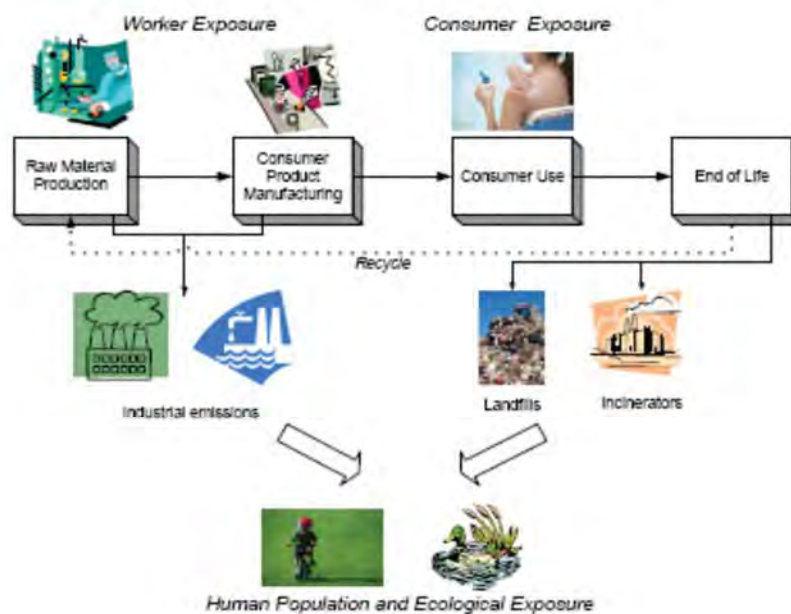 Worker Exposure
Consumer Exposure
Raw Material
Production
Consumer
Product
Manufacturing
Consumer Use
End of Life
Recycle
Industrial emissions
Landfills
Incinerators
Human Population and Ecological Exposure